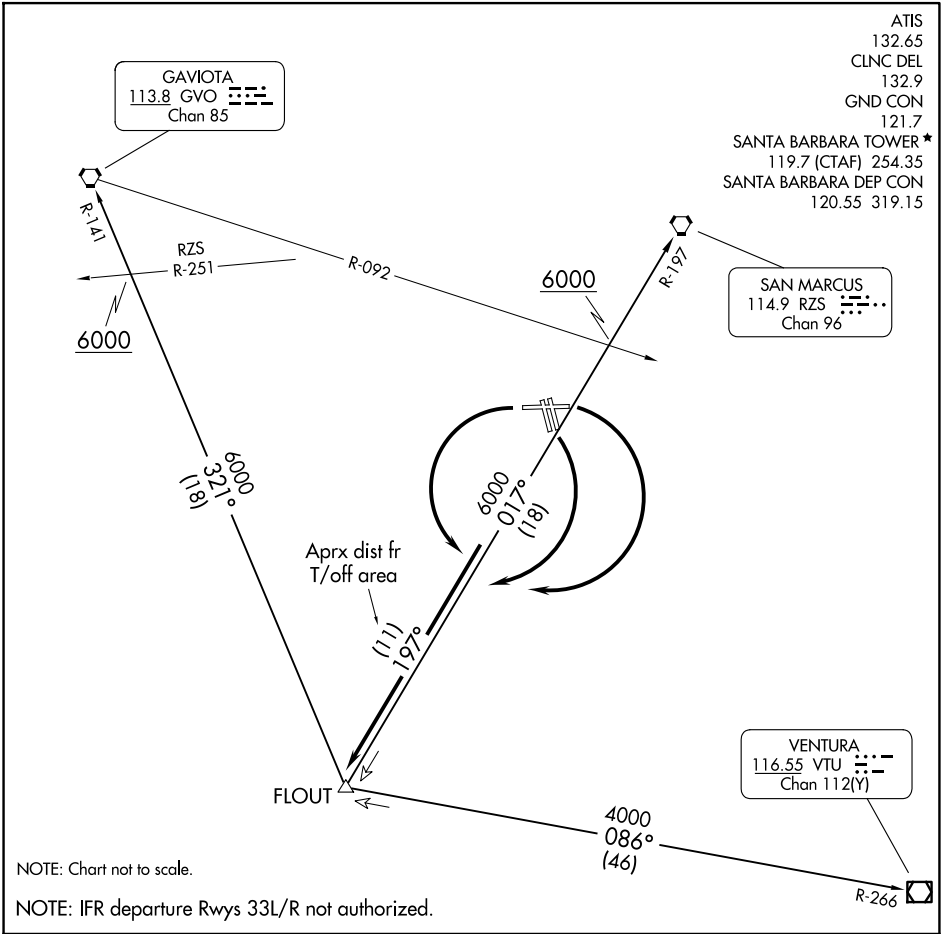 ATIS
132.65
CLNC DEL
132.9
GND CON
121.7
SANTA BARBARA TOWER★
119.7 (CTAF) 254.35
SANTA BARBARA DEP CON
120.55 319.15
GAVIOTA
113.8 GVO
Chan 85
R-141
RZS
R-251
R-092
6000
6000
R-197
SAN MARCUS
114.9 RZS
Chan 96
6000
321°
(18)
6000
017°
(18)
Aprx dist fr
T/off area
(11)
197°
FLOUT
4000
086°
(46)
VENTURA
116.55 VTU
Chan 112(Y)
R-266
NOTE: Chart not to scale.
NOTE: IFR departure Rwys 33L/R not authorized.